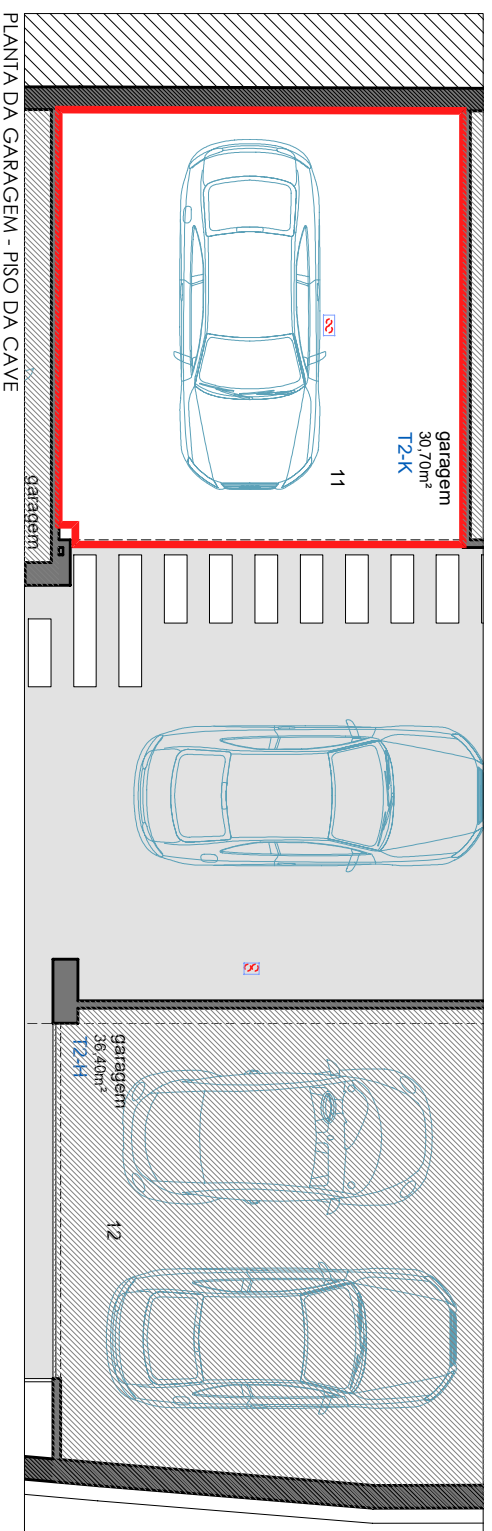 PLANTA DA GARAGEM - PISO DA CAVE
garagem
30,70m²
T2-K
11
garagem
garagem
36,40m²
T2-H
12